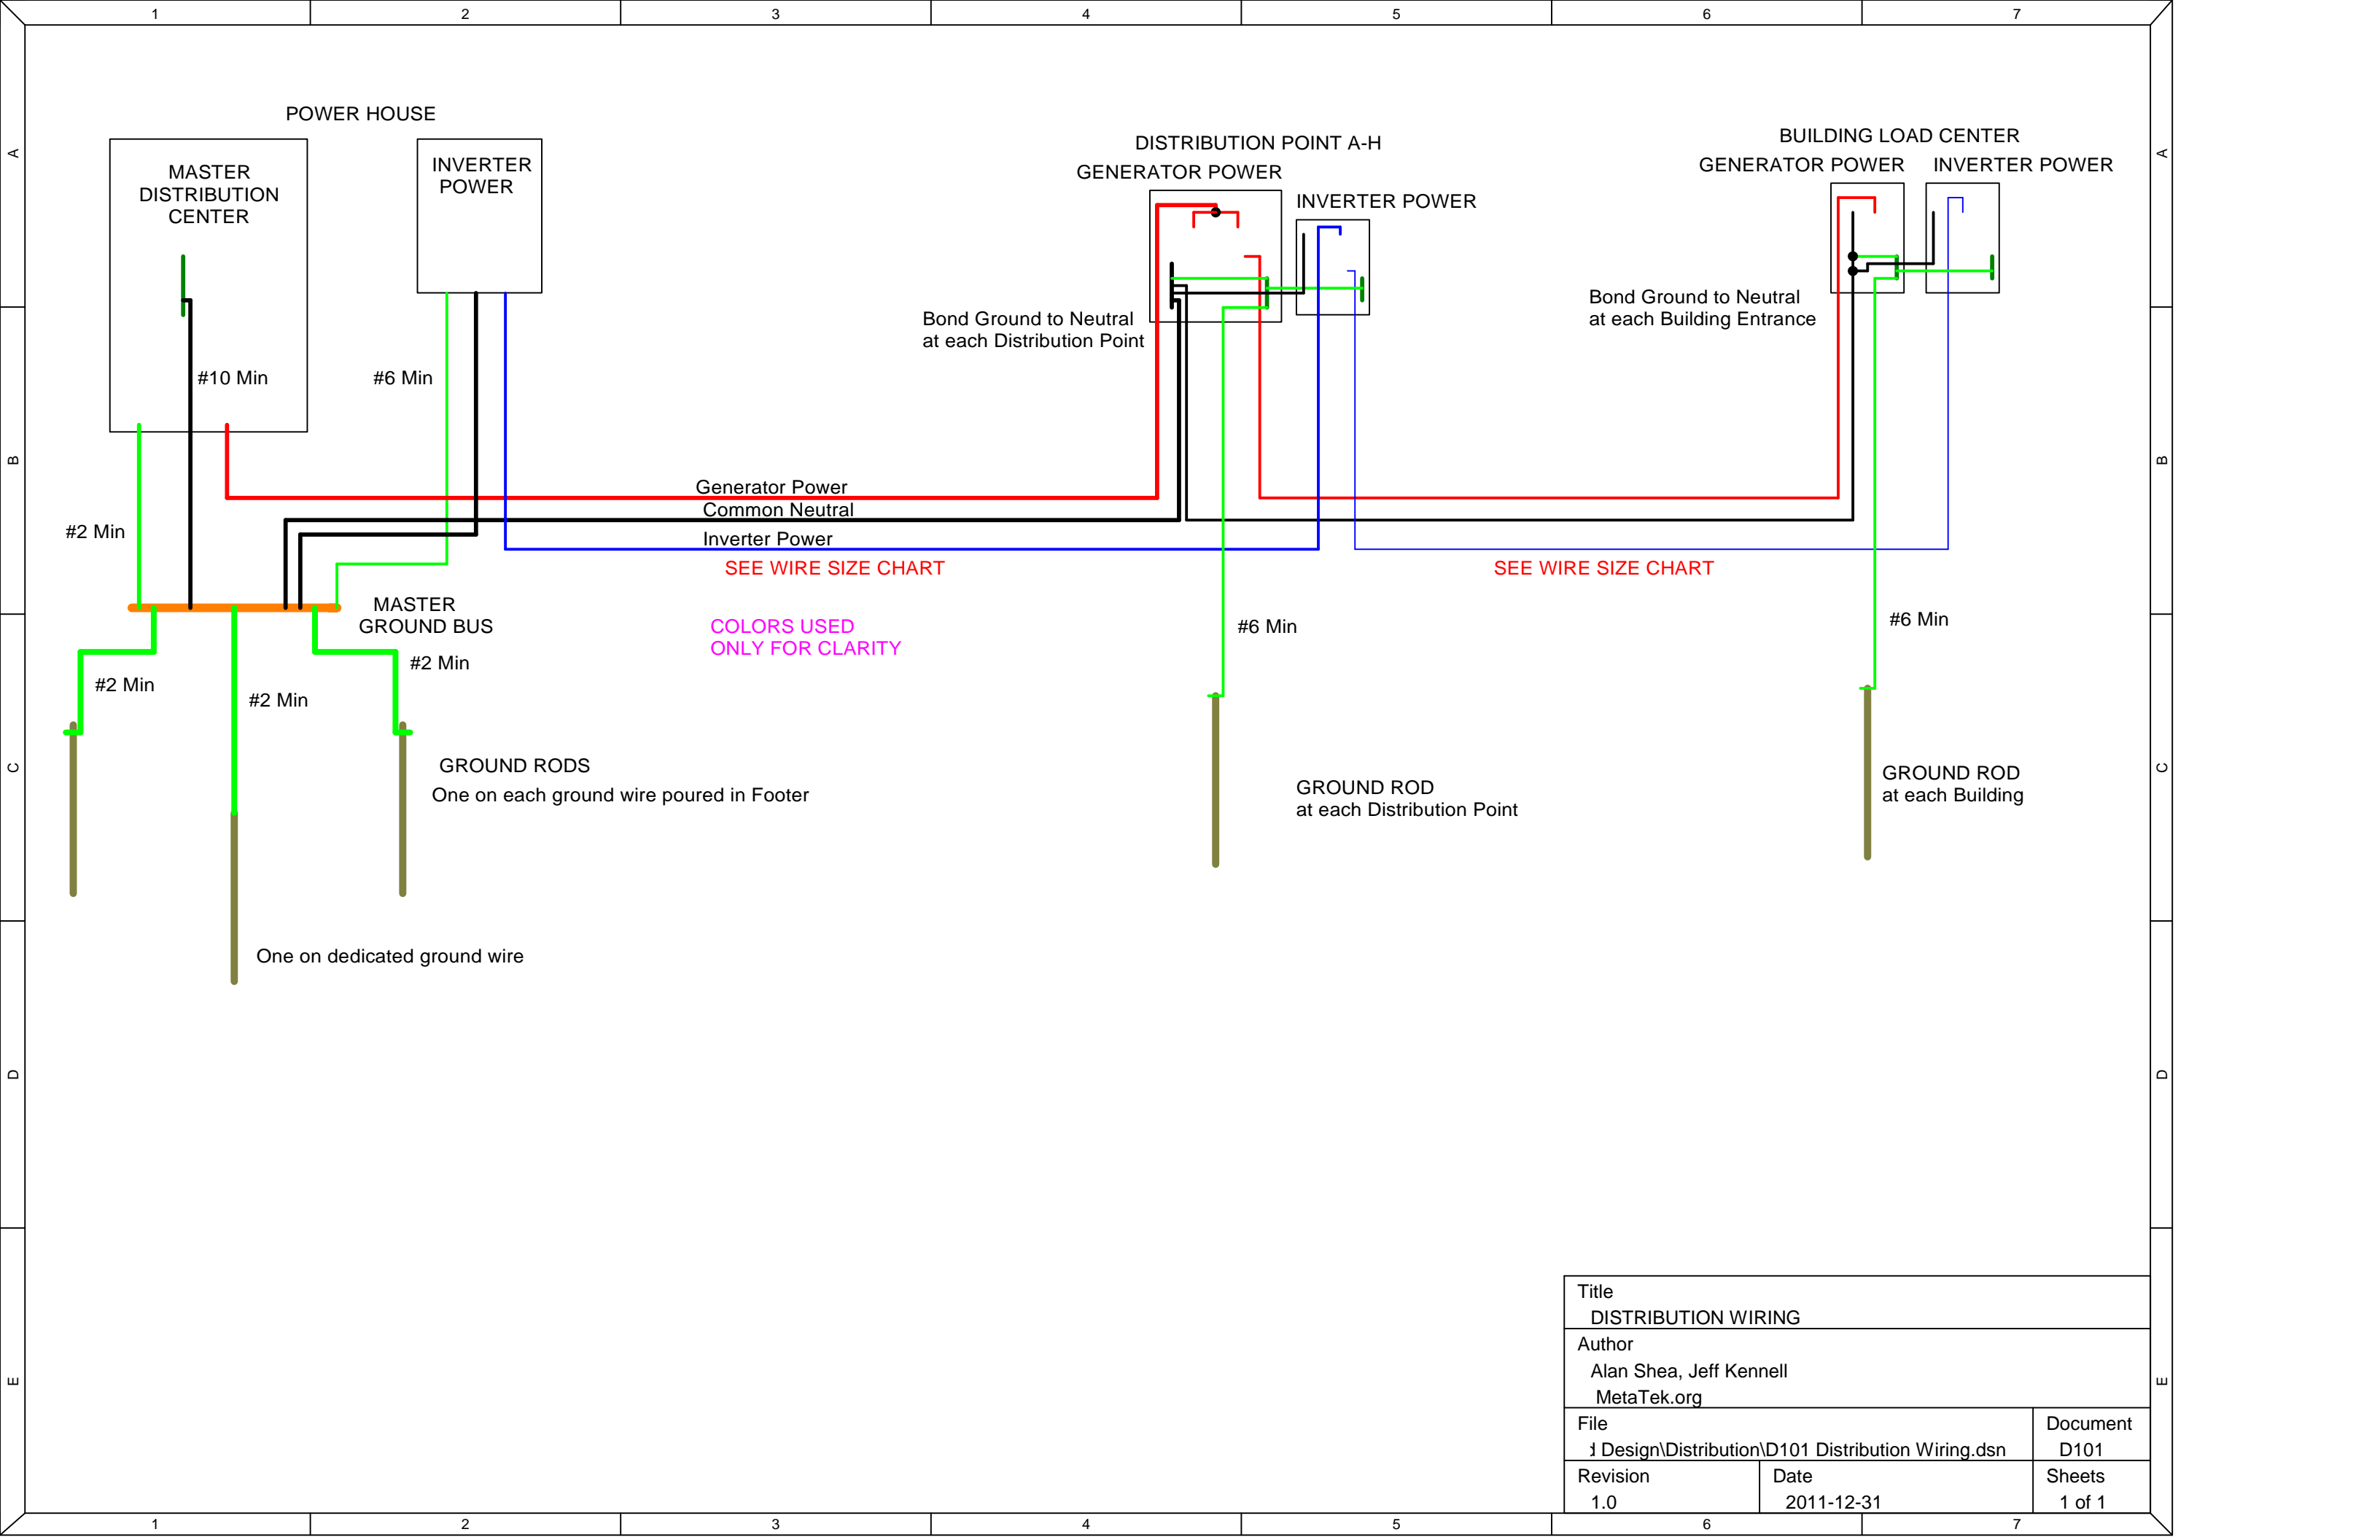 1 2 3 4 5 6 7
A A
B B
C C
D D
E E
POWER HOUSE
MASTER
DISTRIBUTION
CENTER
INVERTER
POWER
#10 Min
#6 Min
#2 Min
MASTER
GROUND BUS
#2 Min
#2 Min
#2 Min
GROUND RODS
One on each ground wire poured in Footer
One on dedicated ground wire
Generator Power
Common Neutral
Inverter Power
SEE WIRE SIZE CHART
COLORS USED
ONLY FOR CLARITY
DISTRIBUTION POINT A-H
GENERATOR POWER
INVERTER POWER
Bond Ground to Neutral
at each Distribution Point
#6 Min
GROUND ROD
at each Distribution Point
SEE WIRE SIZE CHART
BUILDING LOAD CENTER
GENERATOR POWER
INVERTER POWER
Bond Ground to Neutral
at each Building Entrance
#6 Min
GROUND ROD
at each Building
Title
DISTRIBUTION WIRING
Author
Alan Shea, Jeff Kennell
MetaTek.org
File
d Design\Distribution\D101 Distribution Wiring.dsn
Document
D101
Revision
1.0
Date
2011-12-31
Sheets
1 of 1
1 2 3 4 5 6 7